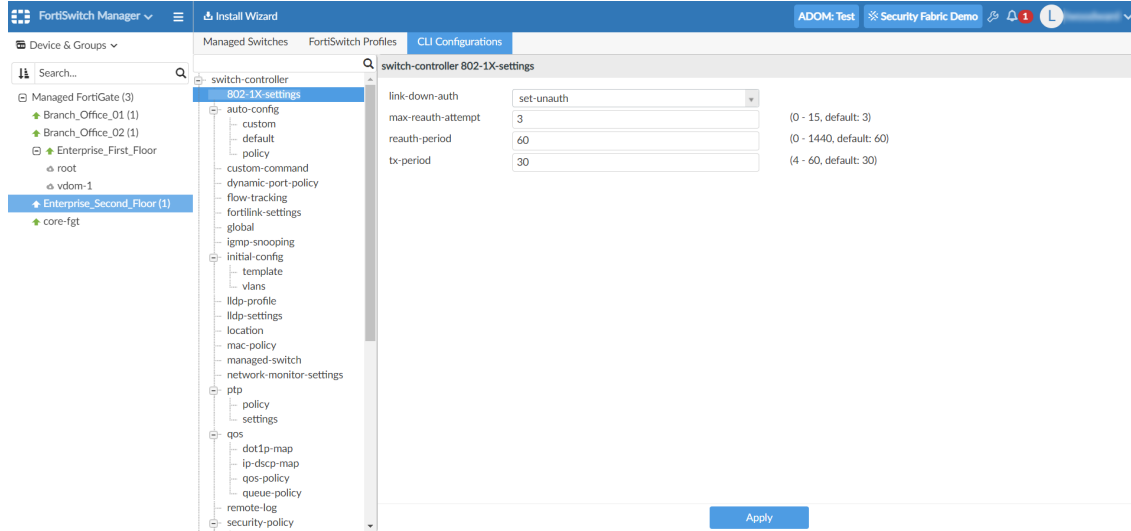 FortiSwitch Manager
Install Wizard
ADOM: Test
Security Fabric Demo
1
L
Device & Groups
Managed Switches
FortiSwitch Profiles
CLI Configurations
Search...
Managed FortiGate (3)
Branch_Office_01 (1)
Branch_Office_02 (1)
Enterprise_First_Floor
root
vdom-1
Enterprise_Second_Floor (1)
core-fgt
switch-controller
802-1X-settings
auto-config
custom
default
policy
custom-command
dynamic-port-policy
flow-tracking
fortilink-settings
global
igmp-snooping
initial-config
template
vlans
lldp-profile
lldp-settings
location
mac-policy
managed-switch
network-monitor-settings
ptp
policy
settings
qos
dot1p-map
ip-dscp-map
qos-policy
queue-policy
remote-log
security-policy
switch-controller 802-1X-settings
link-down-auth set-unauth
max-reauth-attempt 3 (0 - 15, default: 3)
reauth-period 60 (0 - 1440, default: 60)
tx-period 30 (4 - 60, default: 30)
Apply